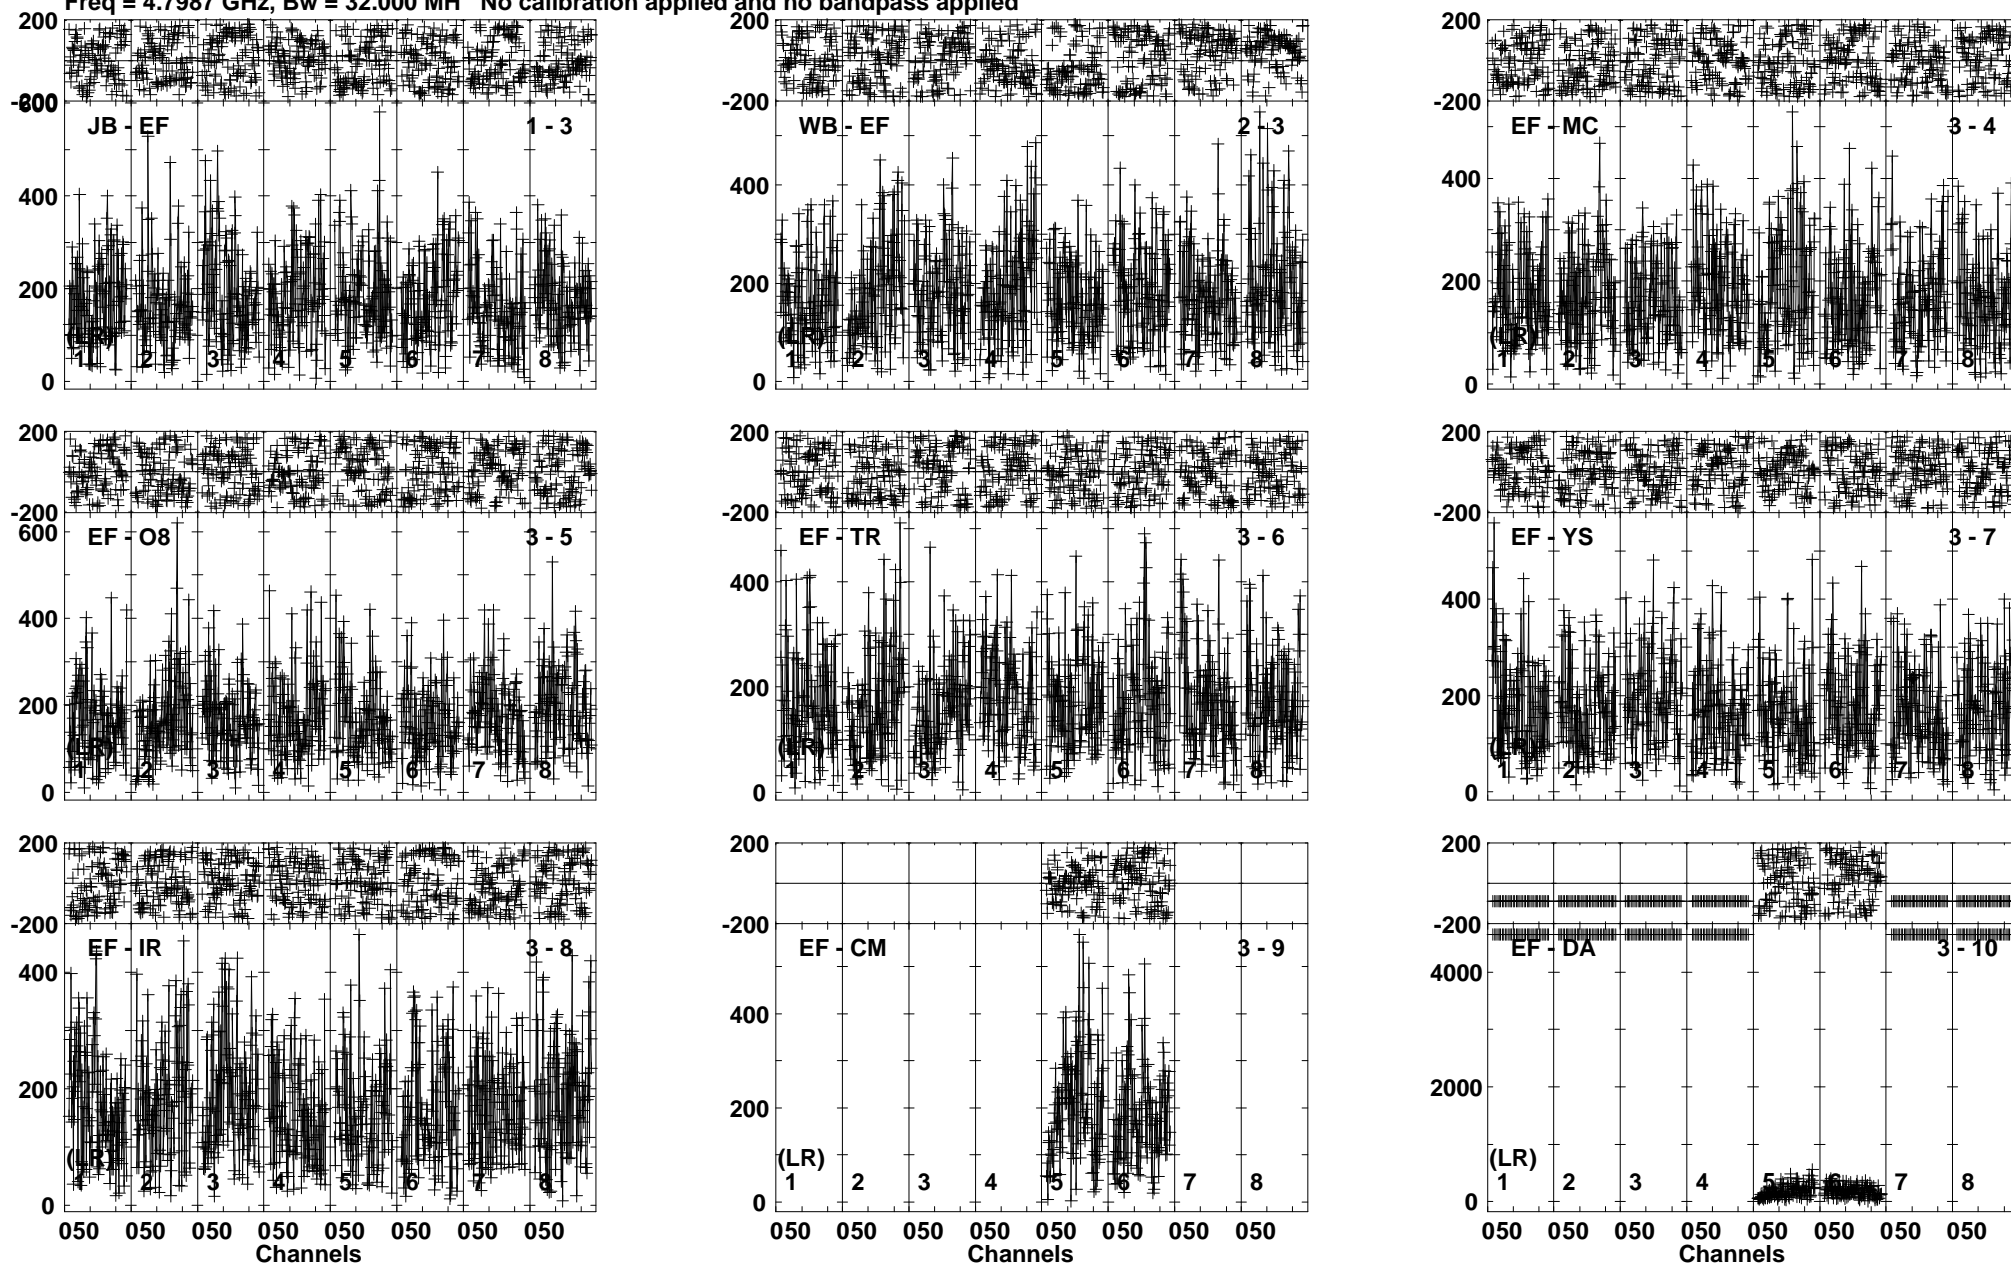 Freq = 4.7987 GHz, Bw = 32.000 MH No calibration applied and no bandpass applied
200 200 200
-200 -200
JB - EF 1 - 3 WB - EF 2 - 3 EF - MC 3 - 4
400 400 400
200 200 200
(LR) (LR) (LR)
1 2 3 4 5 6 7 8 1 2 3 4 5 6 7 8 1 2 3 4 5 6 7 8
0 0 0
200 200 200
-200 -200 -200
600 EF - O8 3 - 5 EF - TR 3 - 6 EF - YS 3 - 7
400 400 400
200 200 200
(LR) (LR) (LR)
1 2 3 4 5 6 7 8 1 2 3 4 5 6 7 8 1 2 3 4 5 6 7 8
0 0 0
200 200 200
-200 -200 -200
EF - IR 3 - 8 EF - CM 3 - 9 EF - DA 3 - 10
400 400 4000
200 200 2000
(LR) (LR) (LR)
1 2 3 4 5 6 7 8 1 2 3 4 5 6 7 8 1 2 3 4 5 6 7 8
0 0 0
050 050 050 050 050 050 050 050 050 050 050 050 050 050 050 050 050 050 050 050 050 050 050 050
Channels Channels Channels